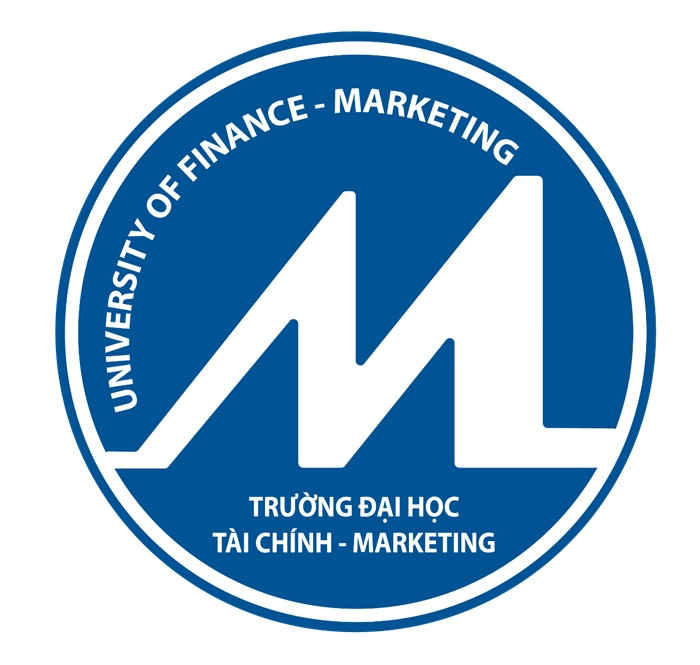 UNIVERSITY OF FINANCE - MARKETING
TRƯỜNG ĐẠI HỌC
TÀI CHÍNH - MARKETING